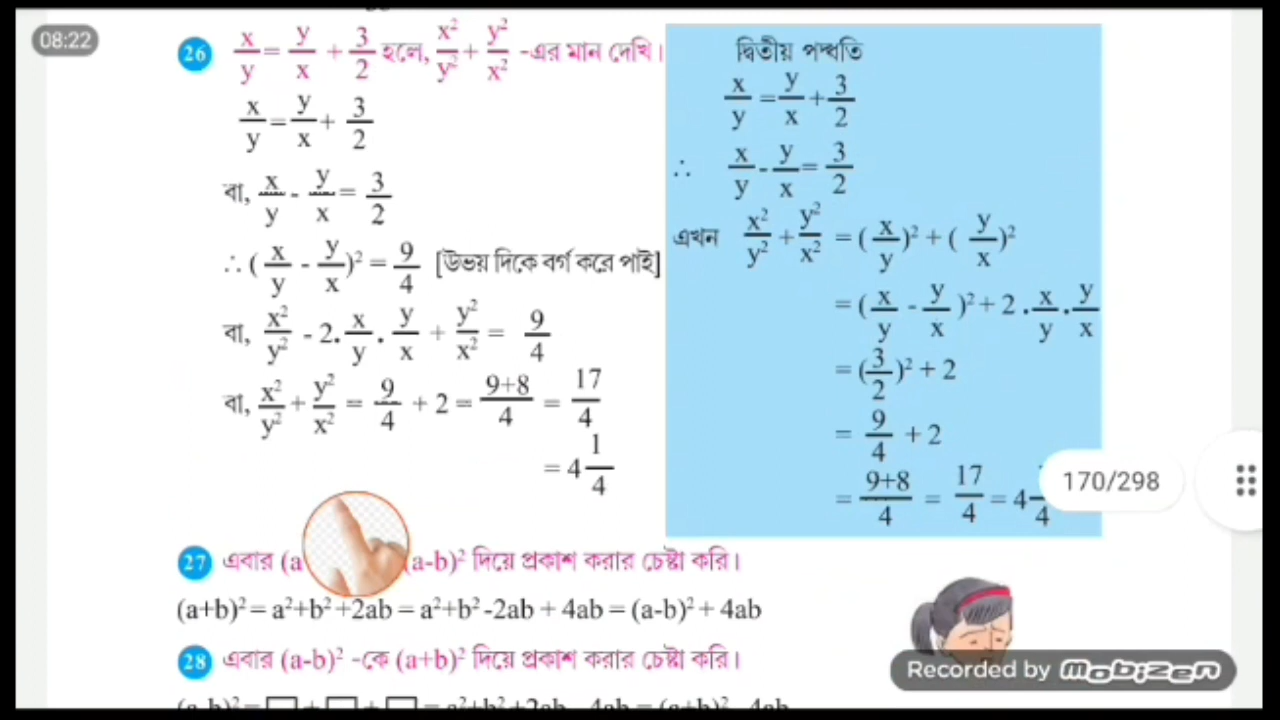 08:22
26 x/y = y/x + 3/2 হলে, x²/y² + y²/x² -এর মান দেখি।
x/y = y/x + 3/2
বা, x/y - y/x = 3/2
∴ (x/y - y/x)² = 9/4 [উভয় দিকে বর্গ করে পাই]
বা, x²/y² - 2. x/y . y/x + y²/x² = 9/4
বা, x²/y² + y²/x² = 9/4 + 2 = 9+8/4 = 17/4
= 4 1/4
দ্বিতীয় পদ্ধতি
x/y = y/x + 3/2
∴ x/y - y/x = 3/2
এখন x²/y² + y²/x² = (x/y)² + (y/x)²
= (x/y - y/x)² + 2 . x/y . y/x
= (3/2)² + 2
= 9/4 + 2
= 9+8/4 = 17/4 = 4 /4
170/298
27 এবার (a (a-b)² দিয়ে প্রকাশ করার চেষ্টা করি।
(a+b)² = a²+b²+2ab = a²+b²-2ab + 4ab = (a-b)² + 4ab
28 এবার (a-b)² -কে (a+b)² দিয়ে প্রকাশ করার চেষ্টা করি।
Recorded by mobizen